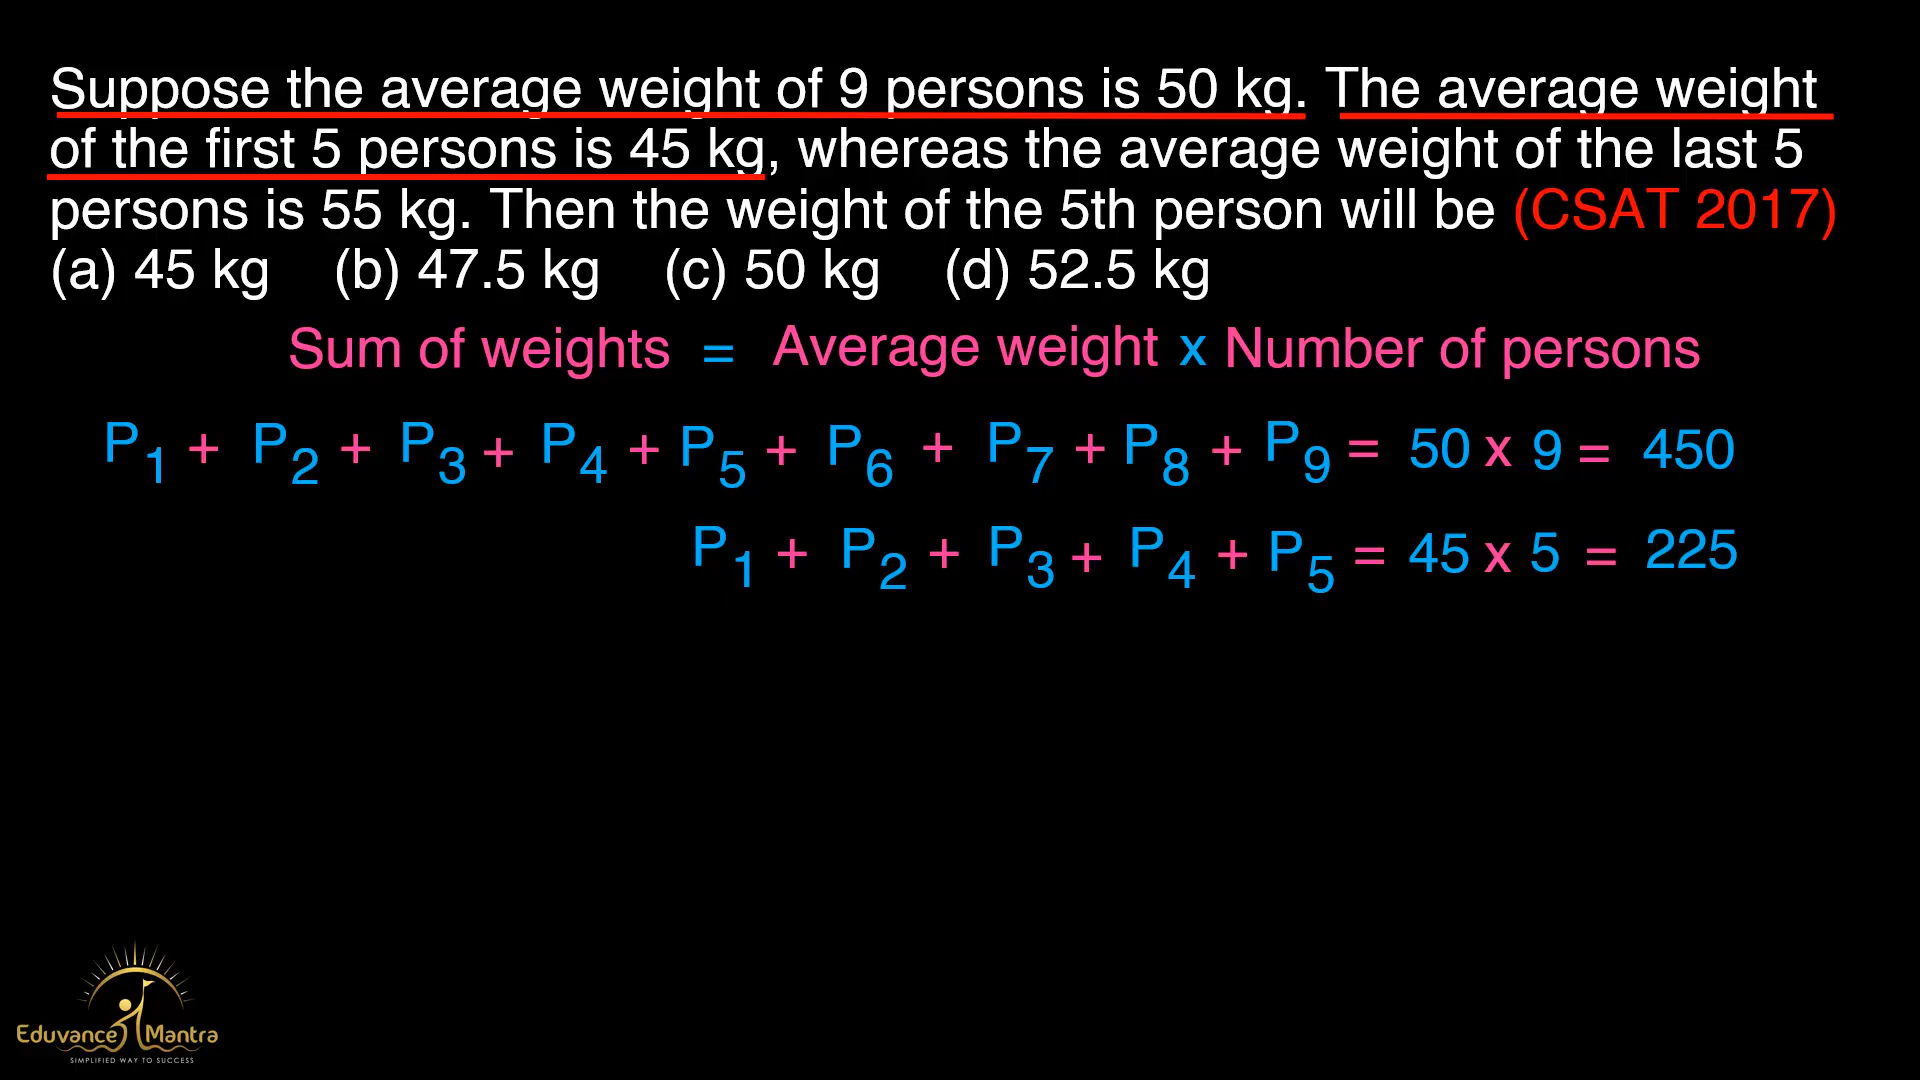 Suppose the average weight of 9 persons is 50 kg. The average weight
of the first 5 persons is 45 kg, whereas the average weight of the last 5
persons is 55 kg. Then the weight of the 5th person will be (CSAT 2017)
(a) 45 kg (b) 47.5 kg (c) 50 kg (d) 52.5 kg
Sum of weights = Average weight x Number of persons
P₁ + P₂ + P₃ + P₄ + P₅ + P₆ + P₇ + P₈ + P₉ = 50 x 9 = 450
P₁ + P₂ + P₃ + P₄ + P₅ = 45 x 5 = 225
Eduvance Mantra
SIMPLIFIED WAY TO SUCCESS